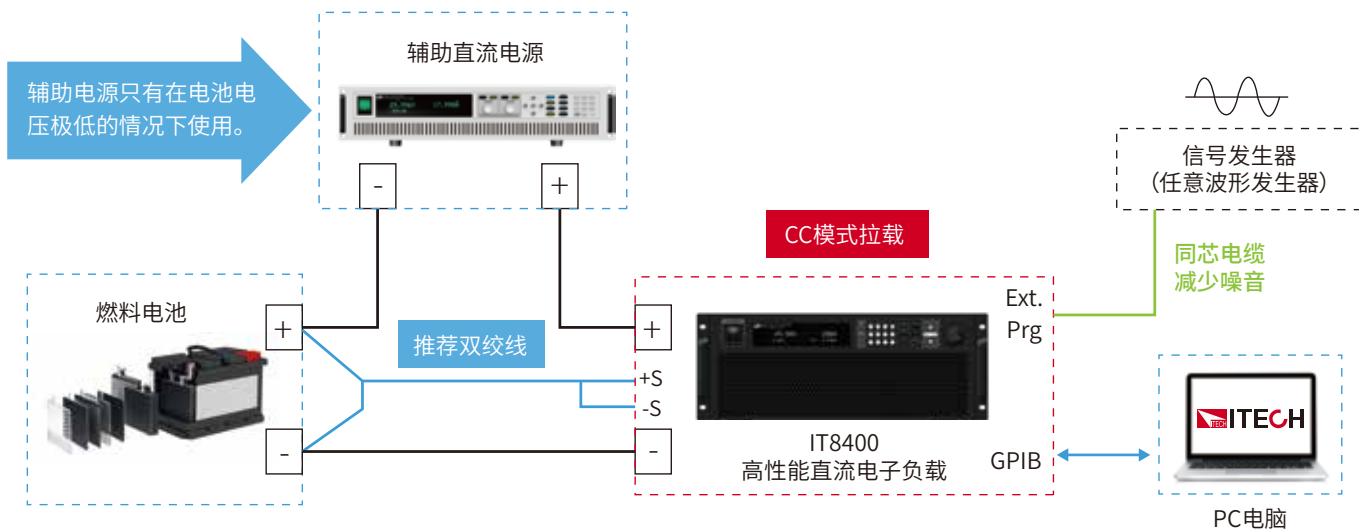 辅助电源只有在电池电
压极低的情况下使用。
辅助直流电源
-
+
信号发生器
(任意波形发生器)
同芯电缆
减少噪音
CC模式拉载
燃料电池
+
-
推荐双绞线
+
+S
-S
-
Ext.
Prg
IT8400
高性能直流电子负载
GPIB
ITECH
PC电脑